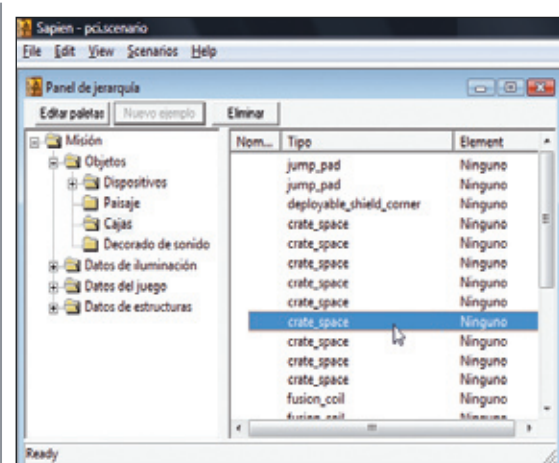 Sapien - pci.scenario
File Edit View Scenarios Help
Panel de jerarquía
Editar paletas Nuevo ejemplo Eliminar
Misión
Objetos
Dispositivos
Paisaje
Cajas
Decorado de sonido
Datos de iluminación
Datos del juego
Datos de estructuras
Nom... Tipo Element
jump_pad Ninguno
jump_pad Ninguno
deployable_shield_corner Ninguno
crate_space Ninguno
crate_space Ninguno
crate_space Ninguno
crate_space Ninguno
crate_space Ninguno
crate_space Ninguno
crate_space Ninguno
crate_space Ninguno
crate_space Ninguno
fusion_coil Ninguno
fusion_coil Ninguno
Ready